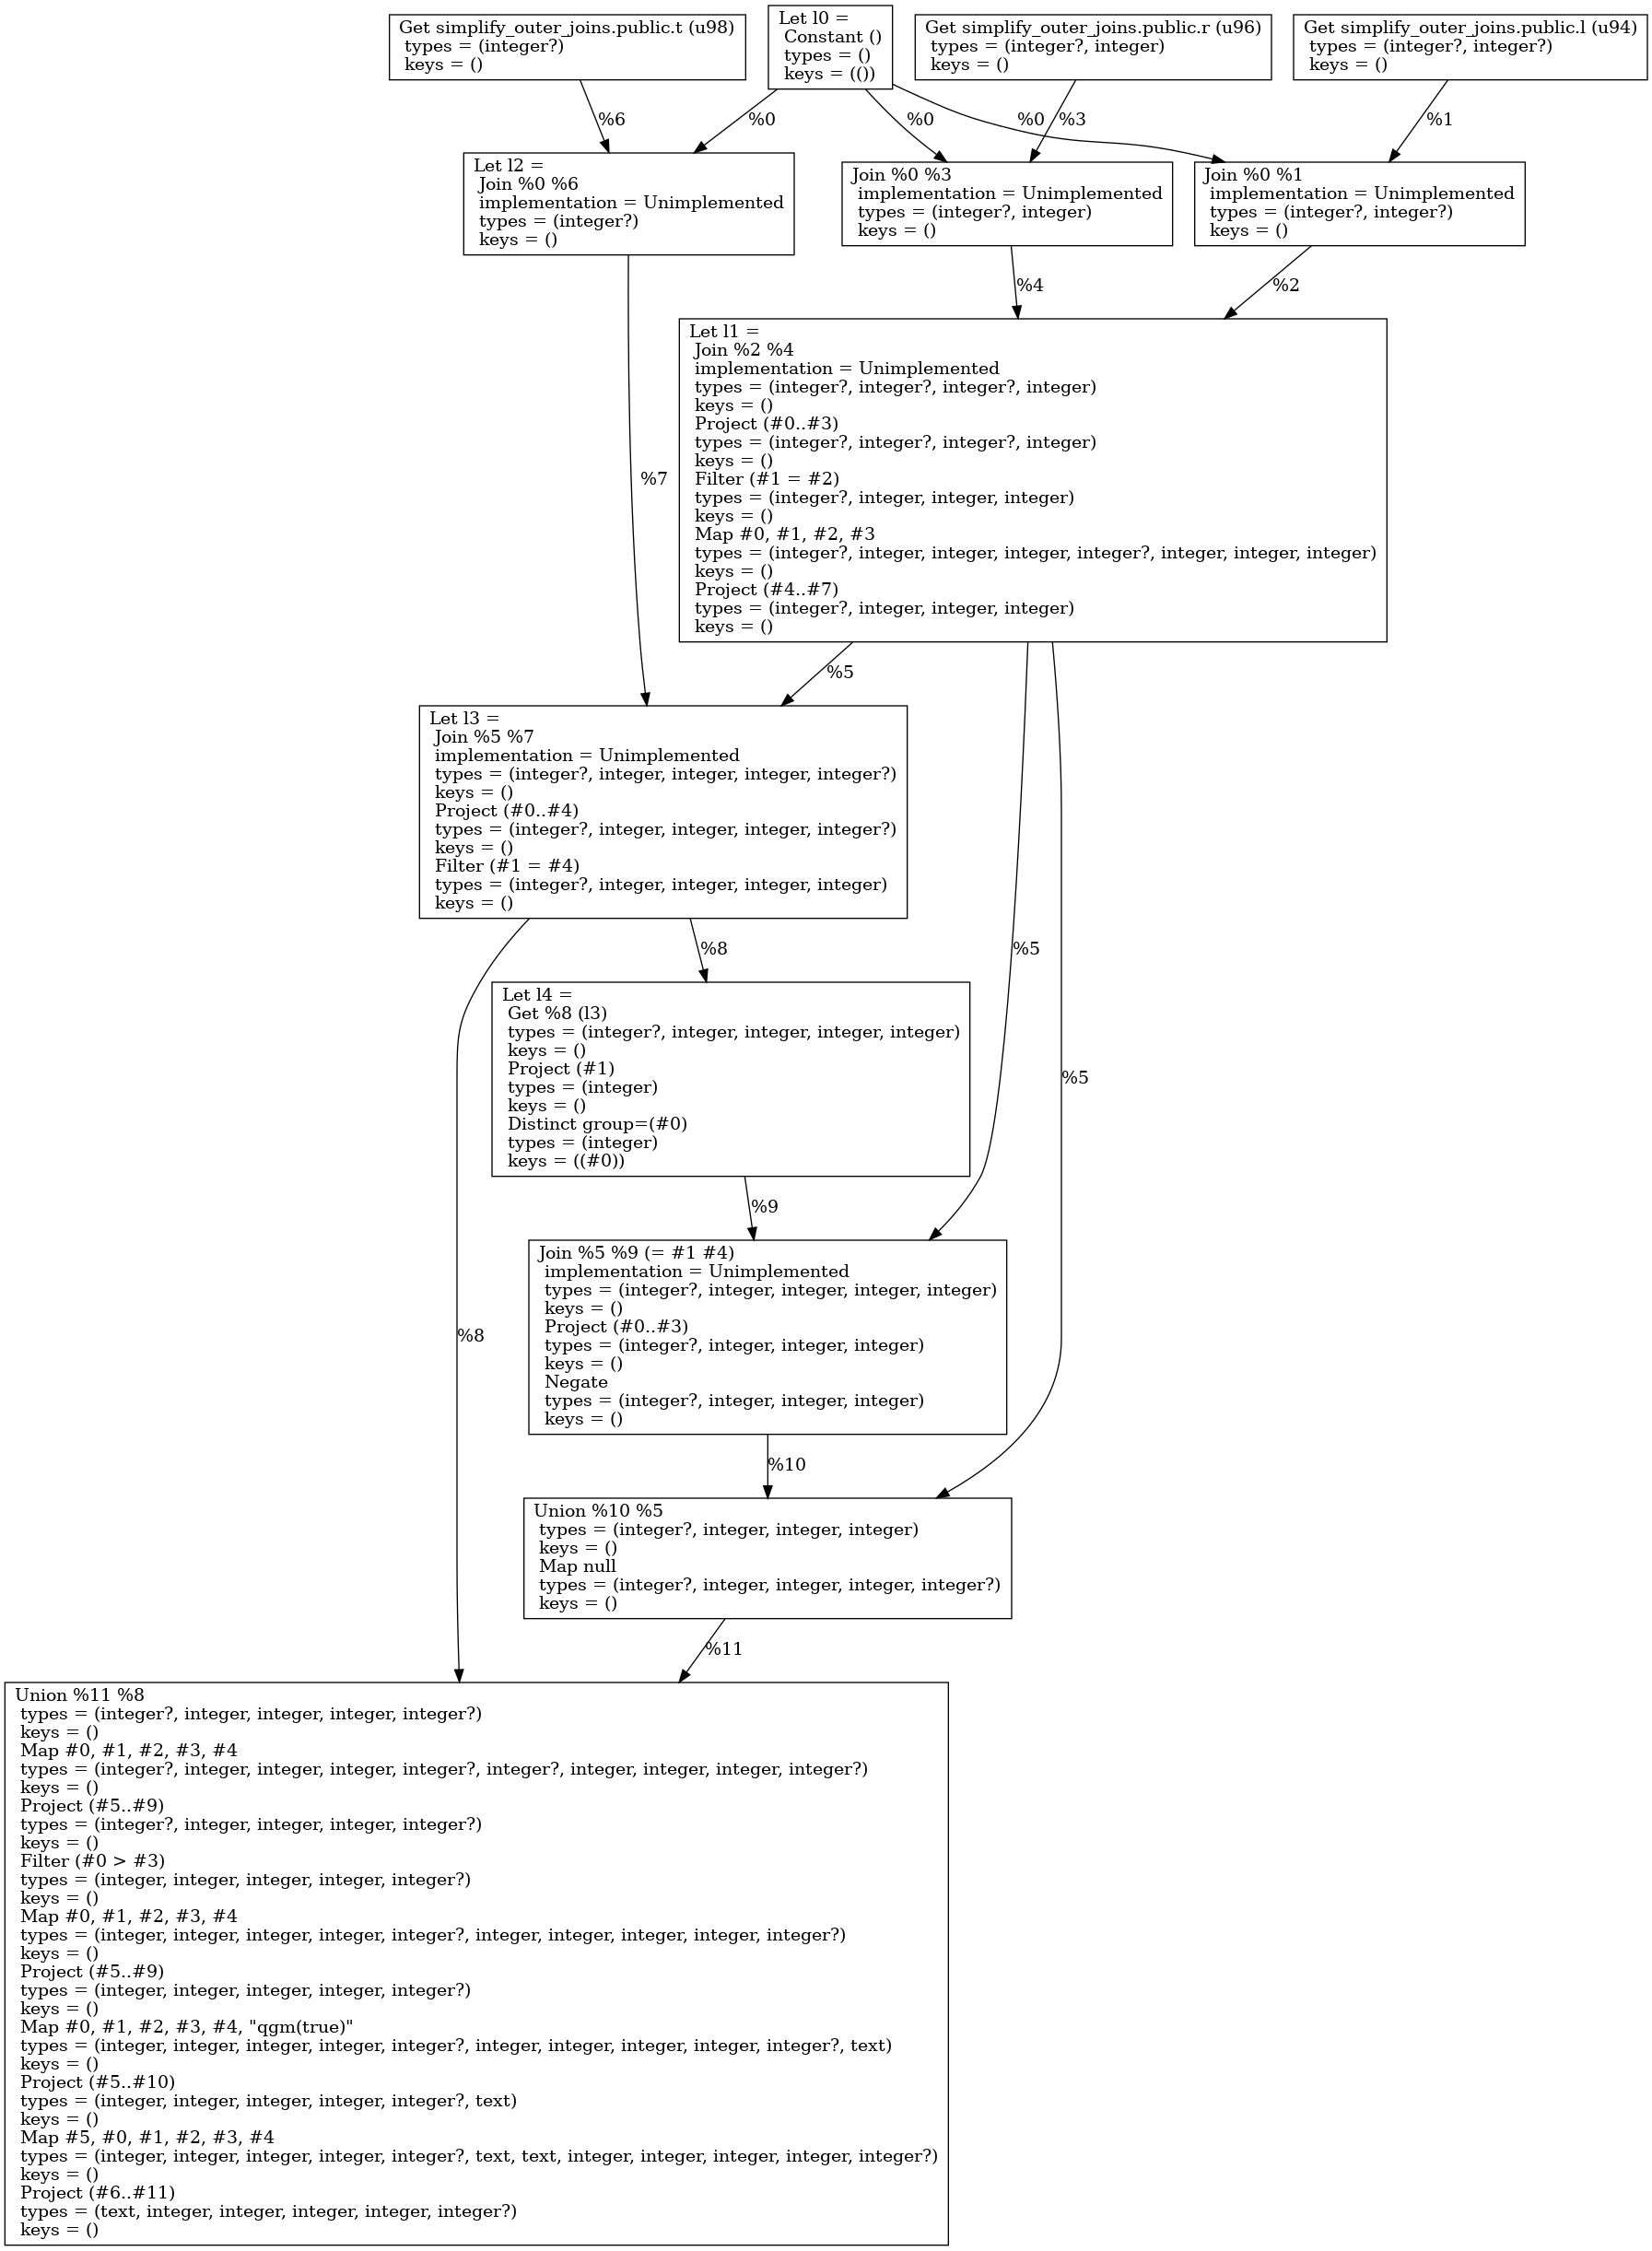 Get simplify_outer_joins.public.t (u98)
types = (integer?)
keys = ()
Let l0 =
Constant ()
types = ()
keys = (())
Get simplify_outer_joins.public.r (u96)
types = (integer?, integer)
keys = ()
Get simplify_outer_joins.public.l (u94)
types = (integer?, integer?)
keys = ()
%6
%0
%0
%3
%0
%1
Let l2 =
Join %0 %6
implementation = Unimplemented
types = (integer?)
keys = ()
Join %0 %3
implementation = Unimplemented
types = (integer?, integer)
keys = ()
Join %0 %1
implementation = Unimplemented
types = (integer?, integer?)
keys = ()
%4
%2
Let l1 =
Join %2 %4
implementation = Unimplemented
types = (integer?, integer?, integer?, integer)
keys = ()
Project (#0..#3)
types = (integer?, integer?, integer?, integer)
keys = ()
Filter (#1 = #2)
types = (integer?, integer, integer, integer)
keys = ()
Map #0, #1, #2, #3
types = (integer?, integer, integer, integer, integer?, integer, integer, integer)
keys = ()
Project (#4..#7)
types = (integer?, integer, integer, integer)
keys = ()
%7
%5
Let l3 =
Join %5 %7
implementation = Unimplemented
types = (integer?, integer, integer, integer, integer?)
keys = ()
Project (#0..#4)
types = (integer?, integer, integer, integer, integer?)
keys = ()
Filter (#1 = #4)
types = (integer?, integer, integer, integer, integer)
keys = ()
%8
%5
Let l4 =
Get %8 (l3)
types = (integer?, integer, integer, integer, integer)
keys = ()
Project (#1)
types = (integer)
keys = ()
Distinct group=(#0)
types = (integer)
keys = ((#0))
%5
%9
Join %5 %9 (= #1 #4)
implementation = Unimplemented
types = (integer?, integer, integer, integer, integer)
keys = ()
Project (#0..#3)
types = (integer?, integer, integer, integer)
keys = ()
Negate
types = (integer?, integer, integer, integer)
keys = ()
%8
%10
Union %10 %5
types = (integer?, integer, integer, integer)
keys = ()
Map null
types = (integer?, integer, integer, integer, integer?)
keys = ()
%11
Union %11 %8
types = (integer?, integer, integer, integer, integer?)
keys = ()
Map #0, #1, #2, #3, #4
types = (integer?, integer, integer, integer, integer?, integer?, integer, integer, integer, integer?)
keys = ()
Project (#5..#9)
types = (integer?, integer, integer, integer, integer?)
keys = ()
Filter (#0 > #3)
types = (integer, integer, integer, integer, integer?)
keys = ()
Map #0, #1, #2, #3, #4
types = (integer, integer, integer, integer, integer?, integer, integer, integer, integer, integer?)
keys = ()
Project (#5..#9)
types = (integer, integer, integer, integer, integer?)
keys = ()
Map #0, #1, #2, #3, #4, "qgm(true)"
types = (integer, integer, integer, integer, integer?, integer, integer, integer, integer, integer?, text)
keys = ()
Project (#5..#10)
types = (integer, integer, integer, integer, integer?, text)
keys = ()
Map #5, #0, #1, #2, #3, #4
types = (integer, integer, integer, integer, integer?, text, text, integer, integer, integer, integer, integer?)
keys = ()
Project (#6..#11)
types = (text, integer, integer, integer, integer, integer?)
keys = ()